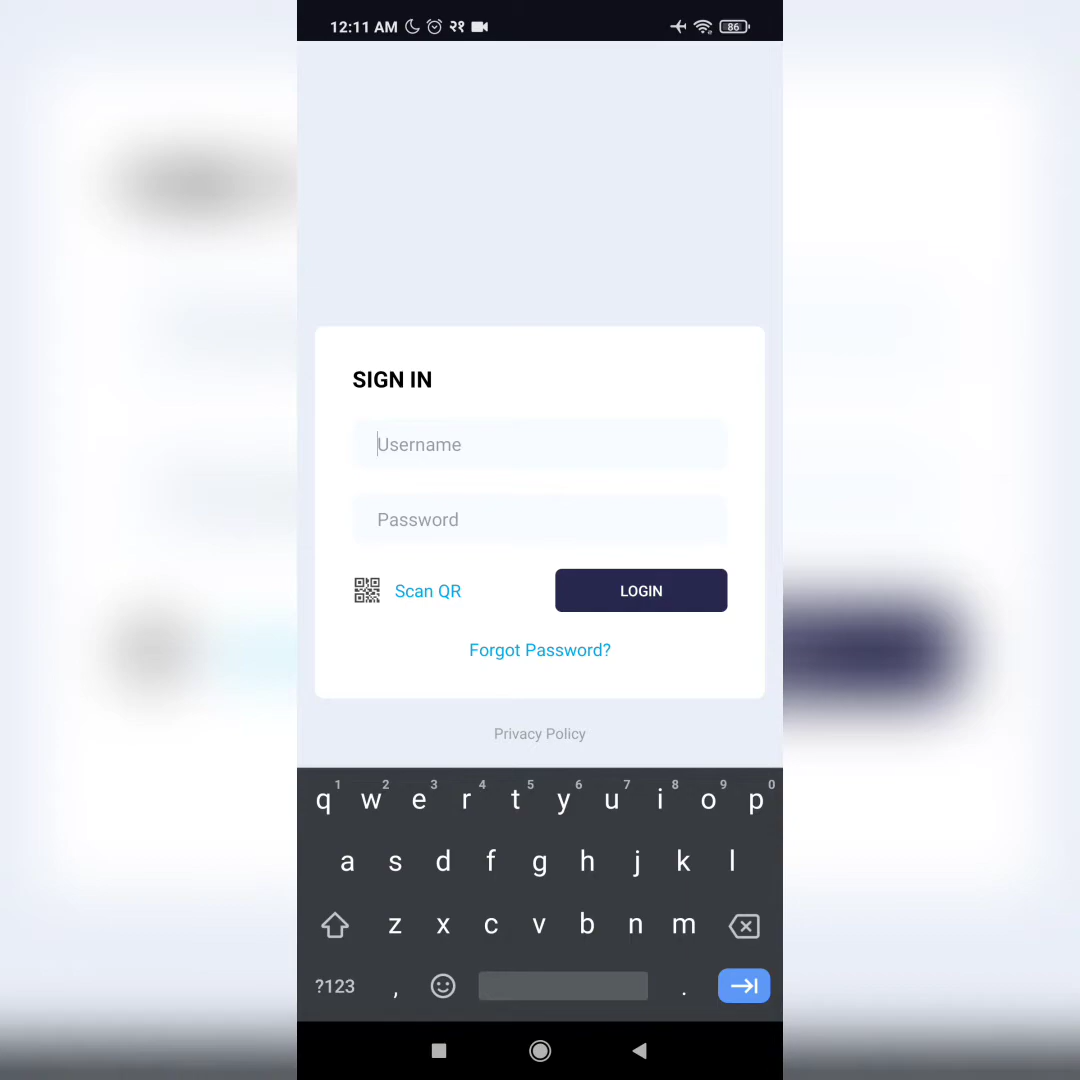 12:11 AM २१ 86
SIGN IN
Username
Password
Scan QR LOGIN
Forgot Password?
Privacy Policy
1 2 3 4 5 6 7 8 9 0
q w e r t y u i o p
a s d f g h j k l
z x c v b n m
?123 , .